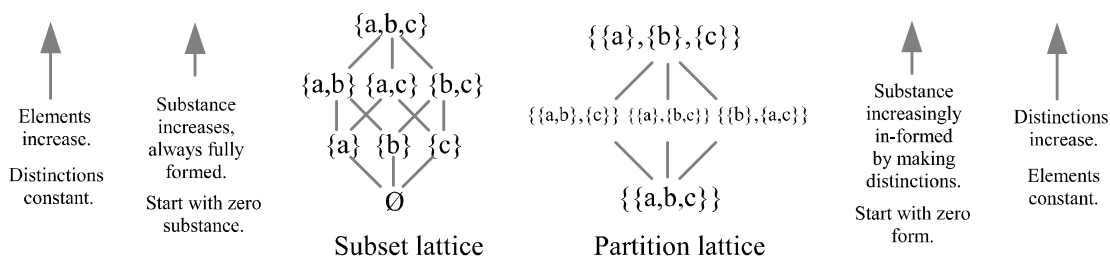 Elements
increase.
Distinctions
constant.
Substance
increases,
always fully
formed.
Start with zero
substance.
{a,b,c}
{a,b} {a,c} {b,c}
{a} {b} {c}
Ø
Subset lattice
{{a},{b},{c}}
{{a,b},{c}} {{a},{b,c}} {{b},{a,c}}
{{a,b,c}}
Partition lattice
Substance
increasingly
in-formed
by making
distinctions.
Start with zero
form.
Distinctions
increase.
Elements
constant.